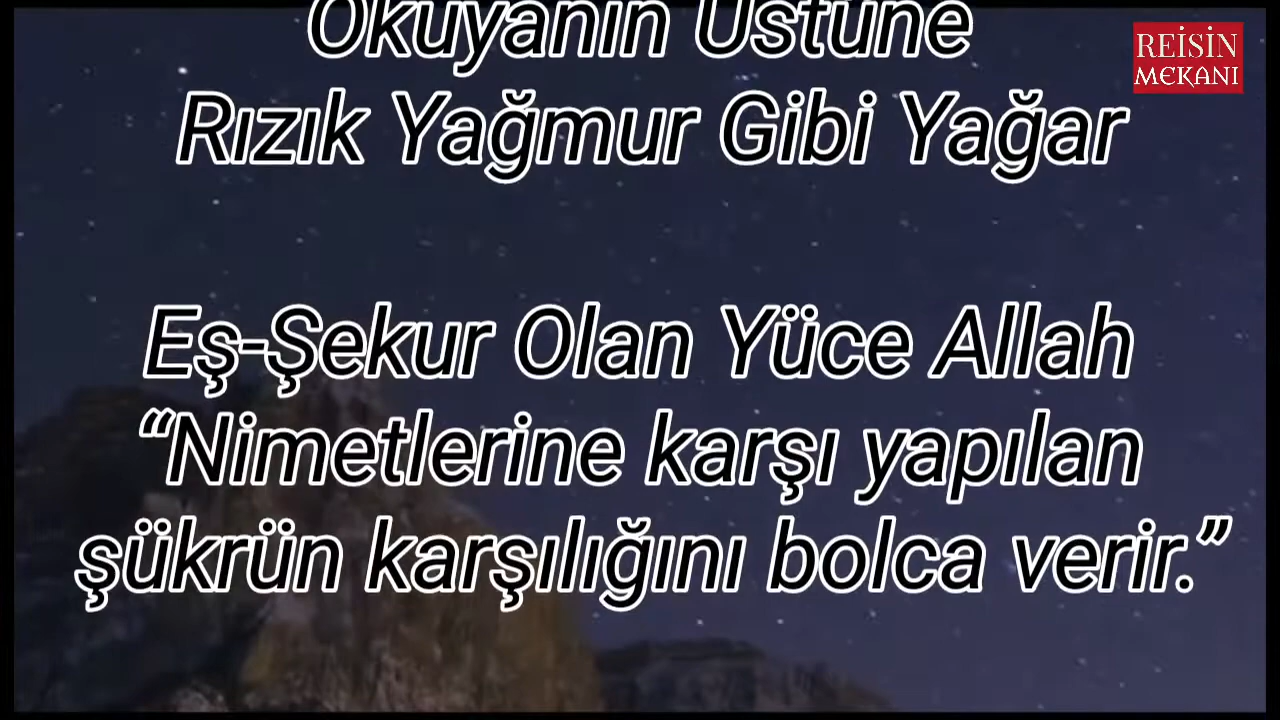 Okuyanın Üstüne
Rızık Yağmur Gibi Yağar
Eş-Şekur Olan Yüce Allah
“Nimetlerine karşı yapılan
şükrün karşılığını bolca verir.”
REİSİN
MEKANI